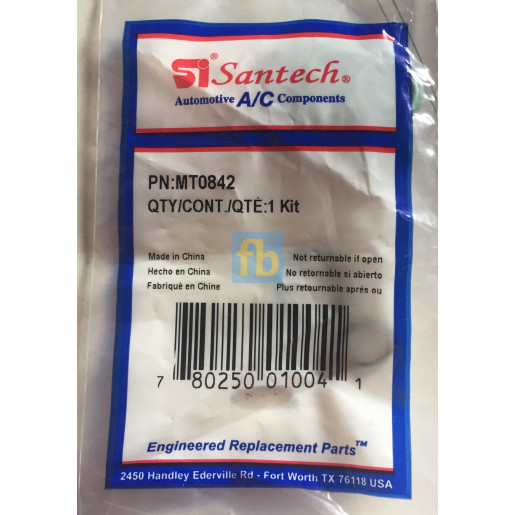 Si Santech®
Automotive A/C Components
PN:MT0842
QTY/CONT./QTÉ:1 Kit
Made in China
Hecho en China
Fabriqué en Chine
Not returnable if open
No retornable si abierto
Plus retournable aprés ou
fb
7 80250 01004 1
Engineered Replacement Parts™
2450 Handley Ederville Rd - Fort Worth TX 76118 USA